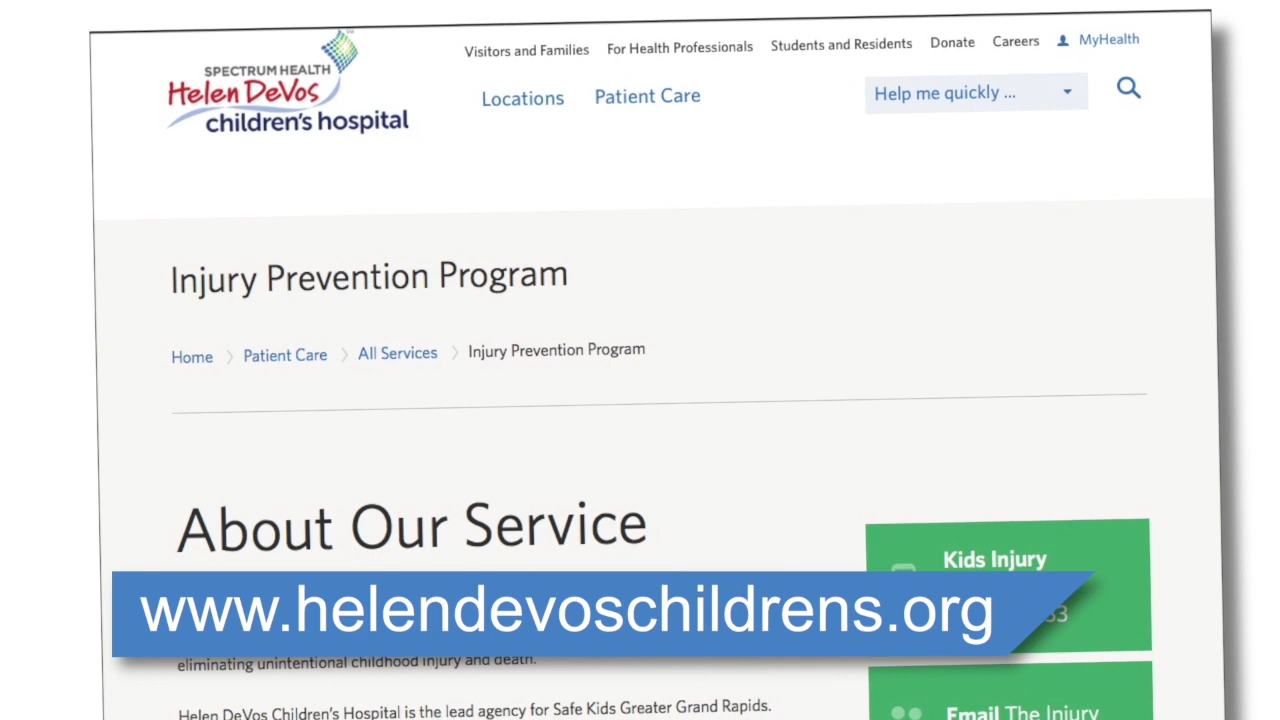 Visitors and Families For Health Professionals Students and Residents Donate Careers MyHealth
SPECTRUM HEALTH
Helen DeVos
children's hospital
Locations Patient Care Help me quickly ...
Injury Prevention Program
Home Patient Care All Services Injury Prevention Program
About Our Service
Kids Injury
www.helendevoschildrens.org
eliminating unintentional childhood injury and death.
Helen DeVos Children's Hospital is the lead agency for Safe Kids Greater Grand Rapids.
Email The Injury